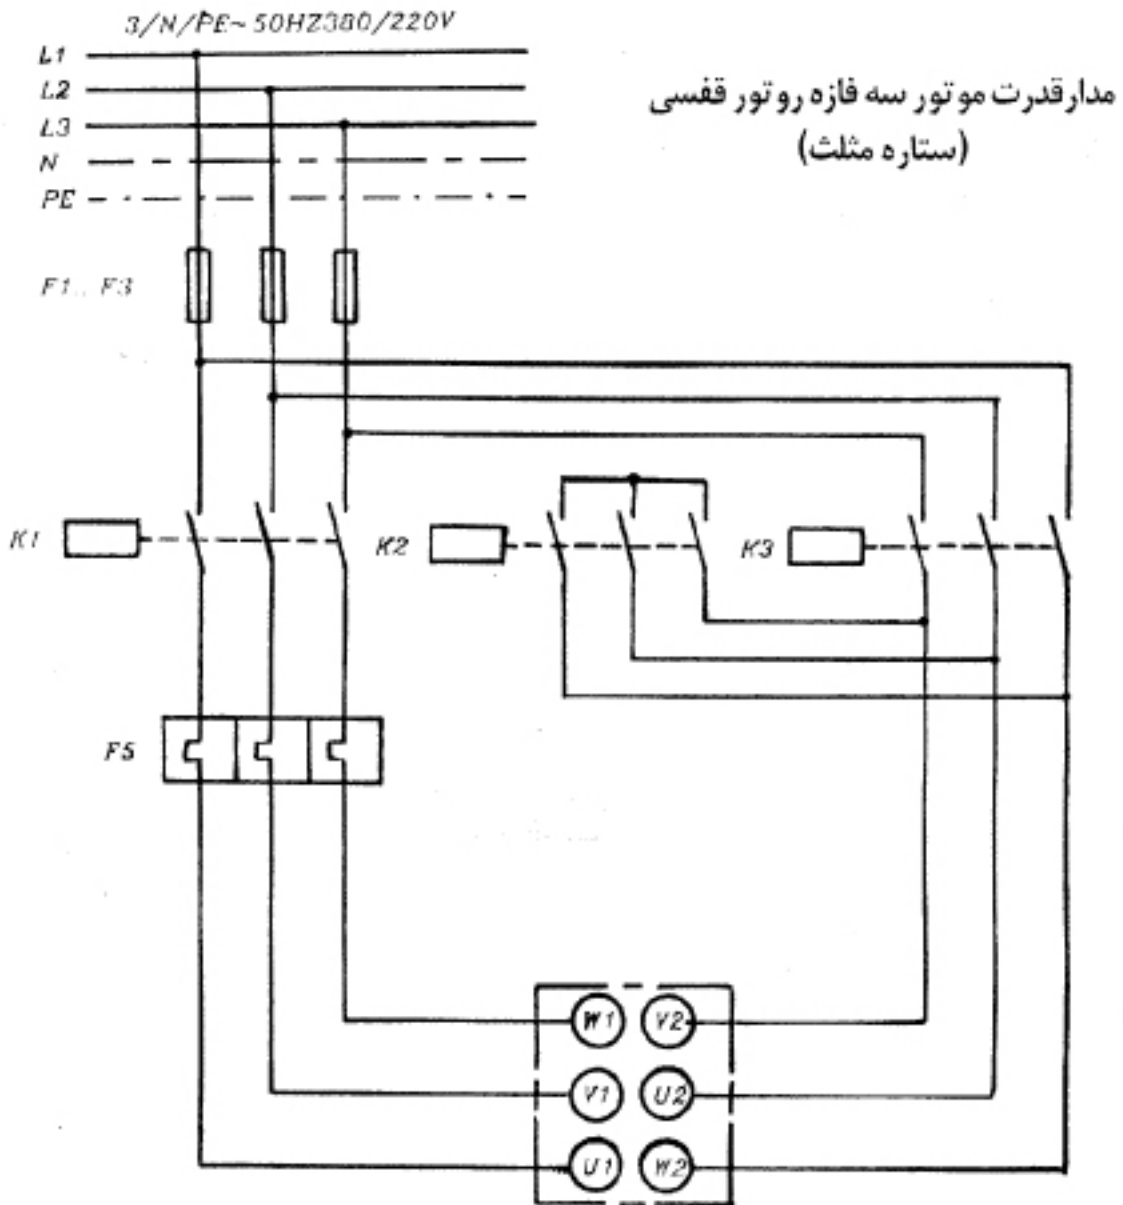 3/N/PE~50HZ380/220V
L1
L2
L3
N
PE
مدارقدرت موتور سه فازه روتور قفسی
(ستاره مثلث)
F1.. F3
K1
K2
K3
F5
W1 V2
V1 U2
U1 W2